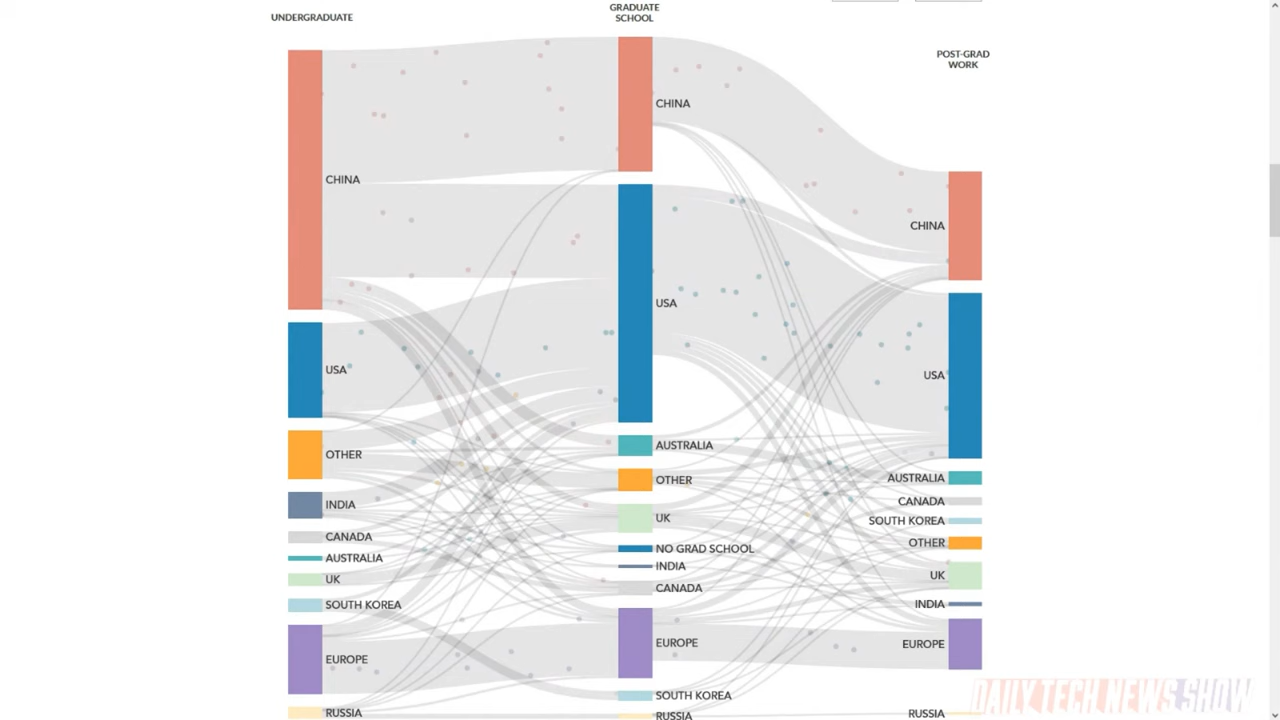 UNDERGRADUATE
GRADUATE
SCHOOL
POST-GRAD
WORK
CHINA
USA
OTHER
INDIA
CANADA
AUSTRALIA
UK
SOUTH KOREA
EUROPE
RUSSIA
CHINA
USA
AUSTRALIA
OTHER
UK
NO GRAD SCHOOL
INDIA
CANADA
EUROPE
SOUTH KOREA
RUSSIA
CHINA
USA
AUSTRALIA
CANADA
SOUTH KOREA
OTHER
UK
INDIA
EUROPE
RUSSIA
DAILY TECH NEWS SHOW